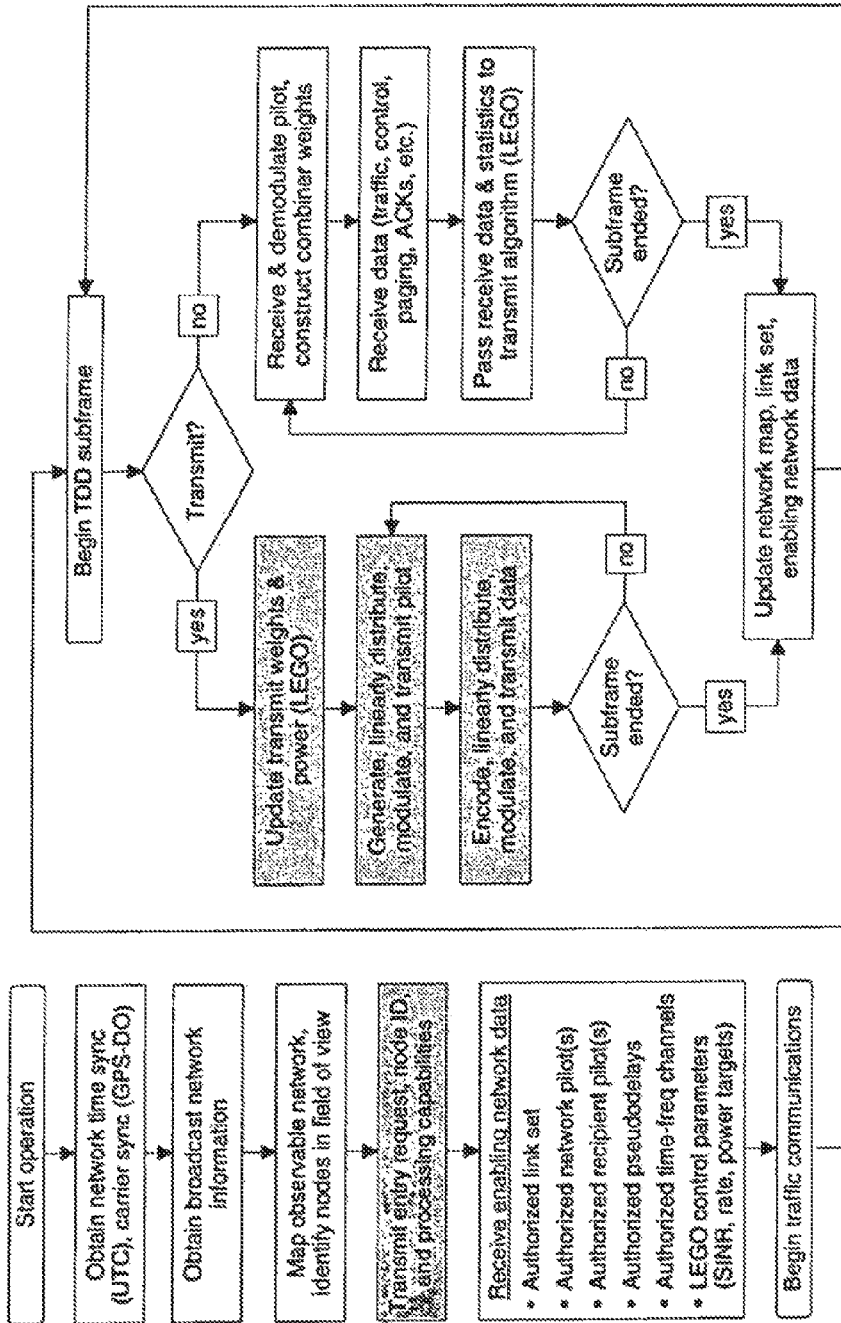 Start operation
Obtain network time sync
(UTC), carrier sync (GPS-DO)
Obtain broadcast network
information
Map observable network,
identify nodes in field of view
Transmit entry request, node ID,
and processing capabilities
Receive enabling network data
• Authorized link set
• Authorized network pilot(s)
• Authorized recipient pilot(s)
• Authorized pseudodelays
• Authorized time-freq channels
• LEGO control parameters
(SINR, rate, power targets)
Begin traffic communications
Begin TDD subframe
Transmit?
yes
no
Update transmit weights &
power (LEGO)
Generate, linearly distribute,
modulate, and transmit pilot
Encode, linearly distribute,
modulate, and transmit data
Subframe
ended?
no
yes
Receive & demodulate pilot,
construct combiner weights
Receive data (traffic, control,
paging, ACKs, etc.)
Pass receive data & statistics to
transmit algorithm (LEGO)
Subframe
ended?
no
yes
Update network map, link set,
enabling network data